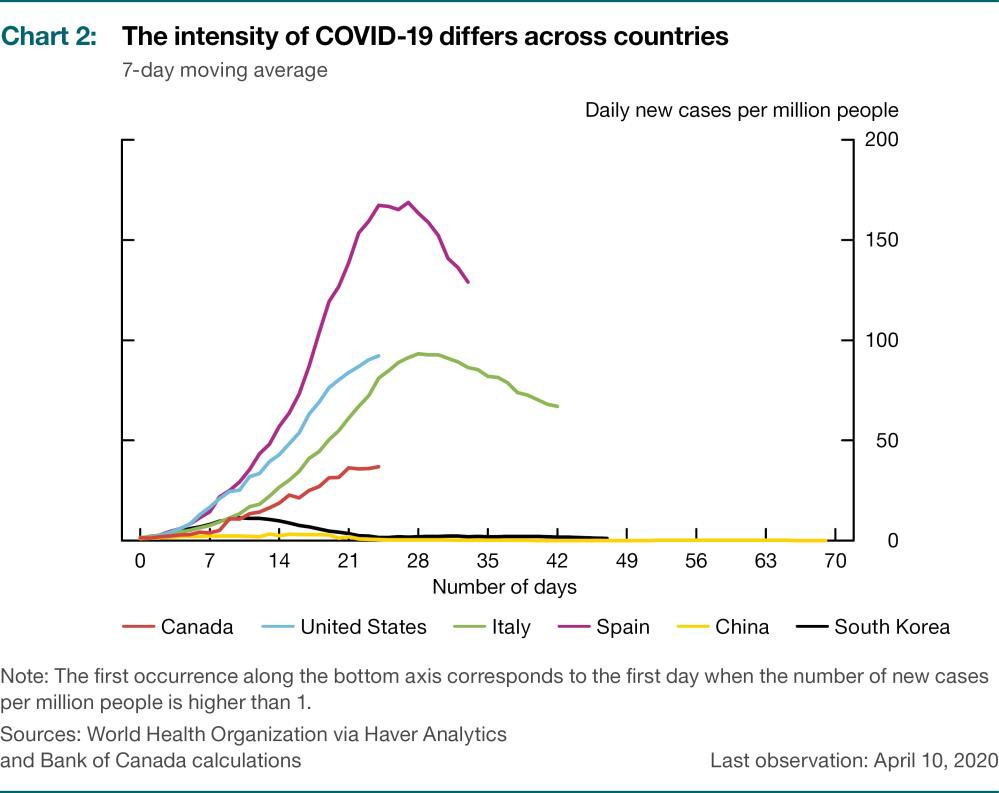 Chart 2: The intensity of COVID-19 differs across countries
7-day moving average
Daily new cases per million people
200
150
100
50
0
0 7 14 21 28 35 42 49 56 63 70
Number of days
Canada United States Italy Spain China South Korea
Note: The first occurrence along the bottom axis corresponds to the first day when the number of new cases
per million people is higher than 1.
Sources: World Health Organization via Haver Analytics
and Bank of Canada calculations
Last observation: April 10, 2020